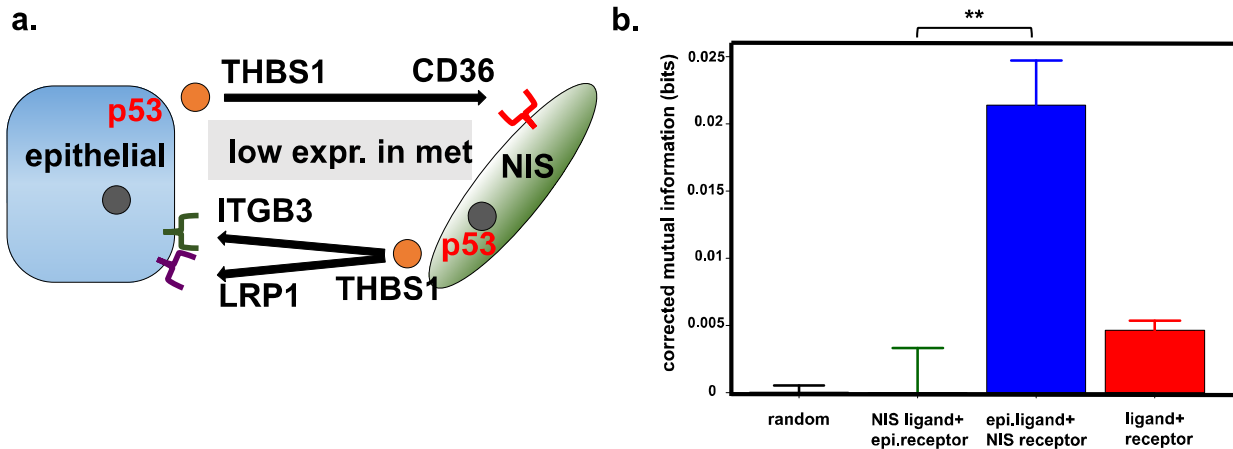 a.
THBS1
CD36
p53
epithelial
low expr. in met
NIS
ITGB3
p53
LRP1
THBS1
b.
**
corrected mutual information (bits)
0.025
0.02
0.015
0.01
0.005
0
random
NIS ligand+
epi.receptor
epi.ligand+
NIS receptor
ligand+
receptor